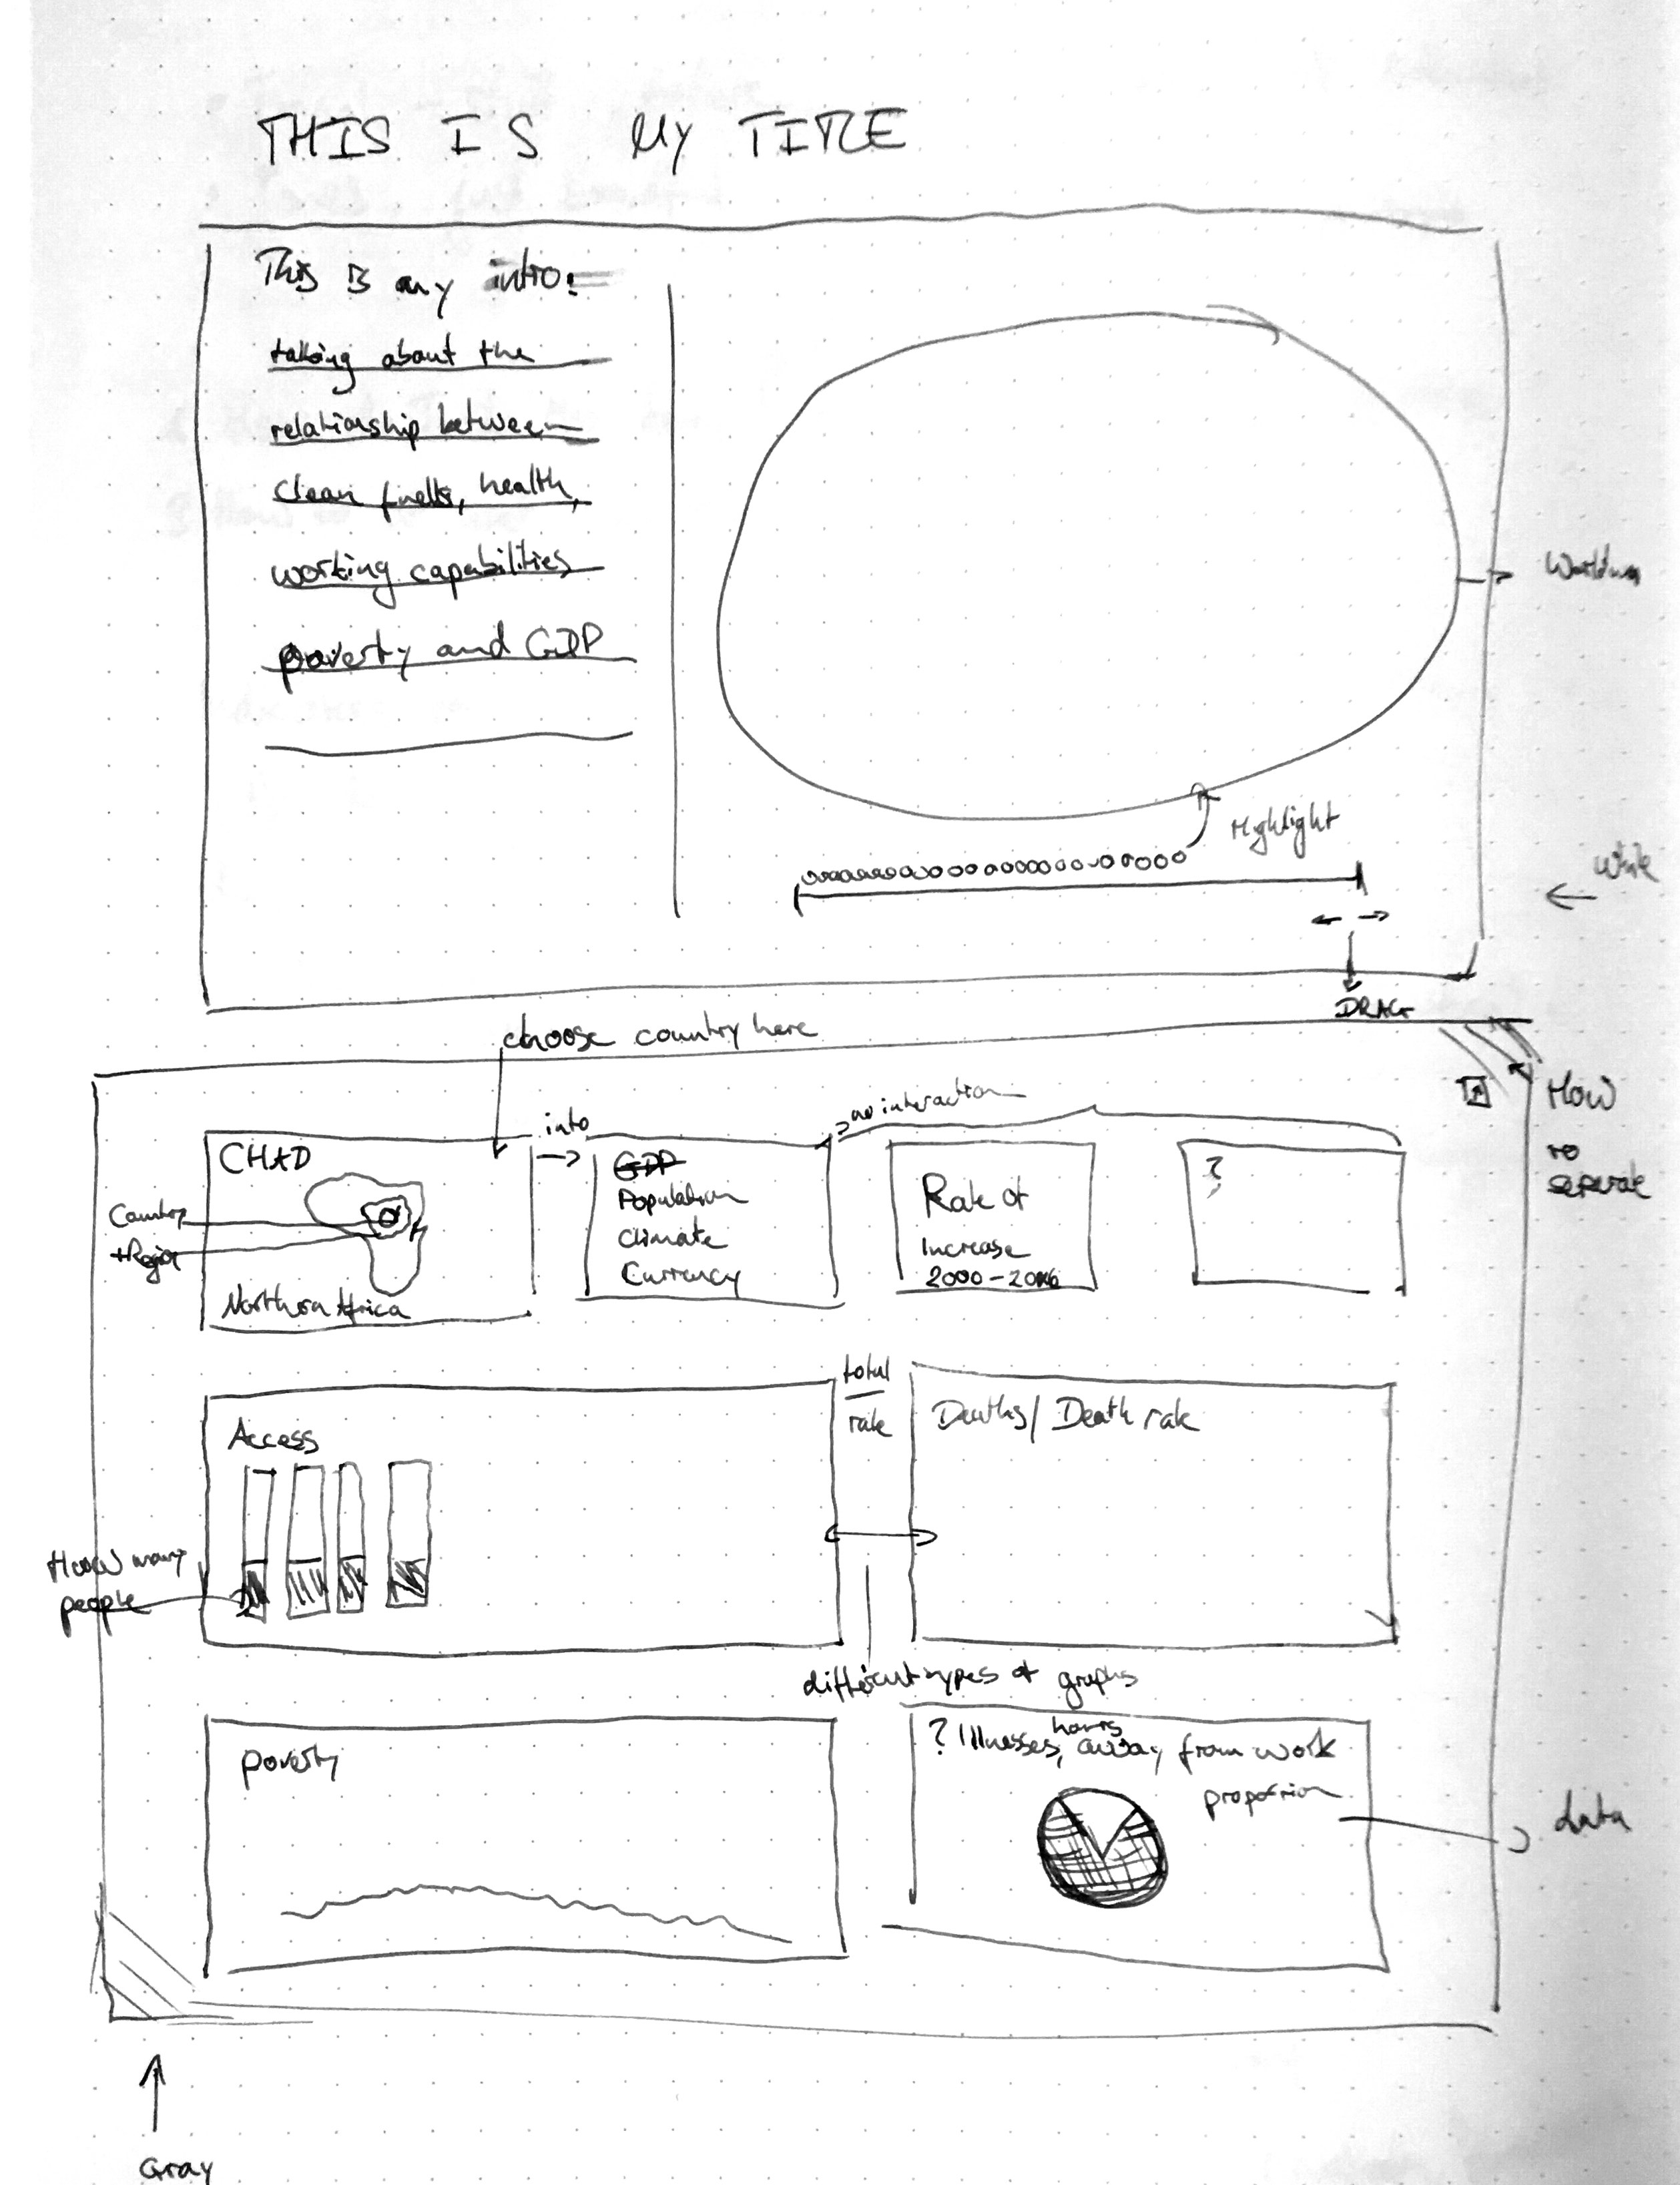 THIS IS MY TITLE
This is my intro:
talking about the
relationship between
clean fuels, health,
working capabilities
poverty and GDP
Highlight
DRAG
choose country here
How
to
separate
into
no interaction
CHAD
Country
+Region
Northern Africa
GDP
Population
Climate
Currency
Rate of
Increase
2000-2016
?
total
rate
Access
Deaths/ Death rate
How many
people
different types of graphs
poverty
? Illnesses, hours away from work
proportion
data
Gray